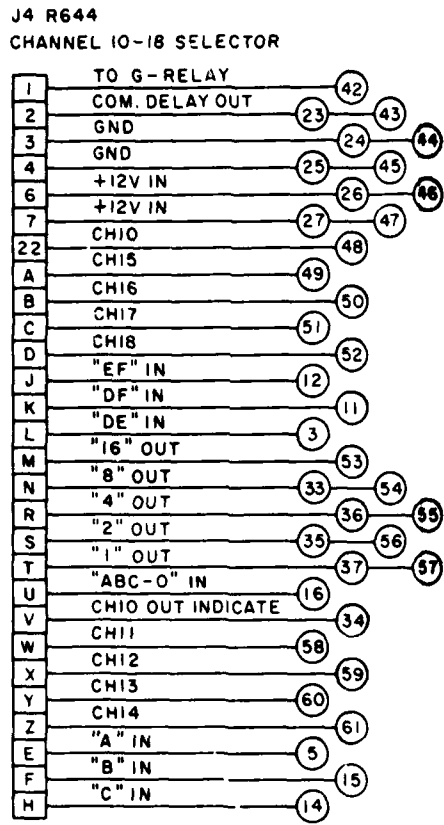 J4 R644
CHANNEL 10-18 SELECTOR
1 TO G-RELAY 42
2 COM. DELAY OUT 23 43
3 GND 24 44
4 GND 25 45
6 +12V IN 26 46
7 +12V IN 27 47
22 CH10 48
A CH15 49
B CH16 50
C CH17 51
D CH18 52
J "EF" IN 12
K "DF" IN 11
L "DE" IN 3
M "16" OUT 53
N "8" OUT 33 54
R "4" OUT 36 55
S "2" OUT 35 56
T "1" OUT 37 57
U "ABC-0" IN 16
V CH10 OUT INDICATE 34
W CH11 58
X CH12 59
Y CH13 60
Z CH14 61
E "A" IN 5
F "B" IN 15
H "C" IN 14